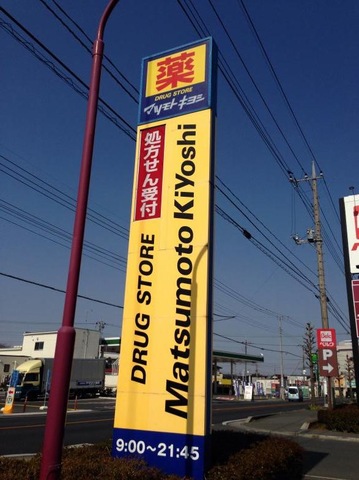 薬
DRUG STORE
マツモトキヨシ
処方せん受付
DRUG STORE
Matsumoto KiYoshi
9:00～21:45
P